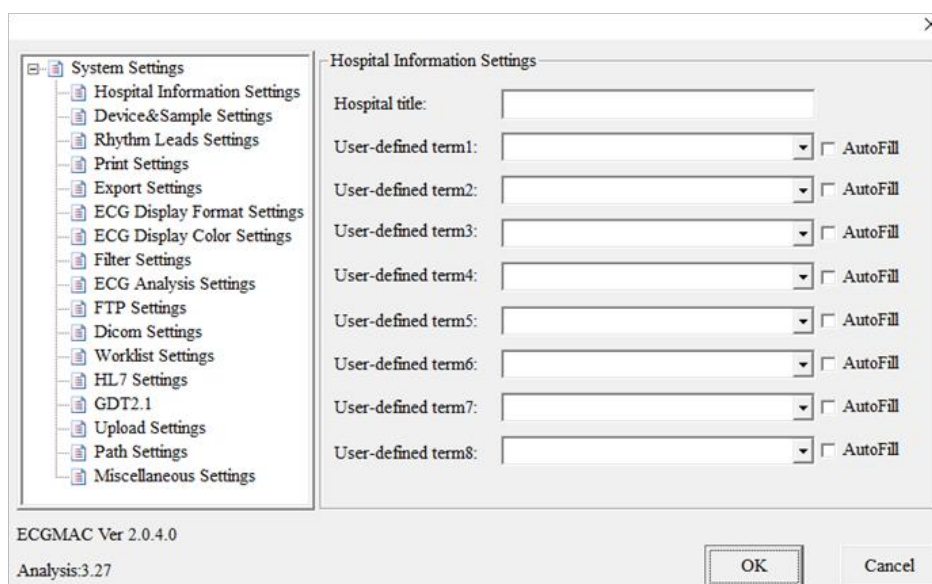 System Settings
Hospital Information Settings
Device&Sample Settings
Rhythm Leads Settings
Print Settings
Export Settings
ECG Display Format Settings
ECG Display Color Settings
Filter Settings
ECG Analysis Settings
FTP Settings
Dicom Settings
Worklist Settings
HL7 Settings
GDT2.1
Upload Settings
Path Settings
Miscellaneous Settings
Hospital Information Settings
Hospital title:
User-defined term1: AutoFill
User-defined term2: AutoFill
User-defined term3: AutoFill
User-defined term4: AutoFill
User-defined term5: AutoFill
User-defined term6: AutoFill
User-defined term7: AutoFill
User-defined term8: AutoFill
ECGMAC Ver 2.0.4.0
Analysis:3.27
OK Cancel